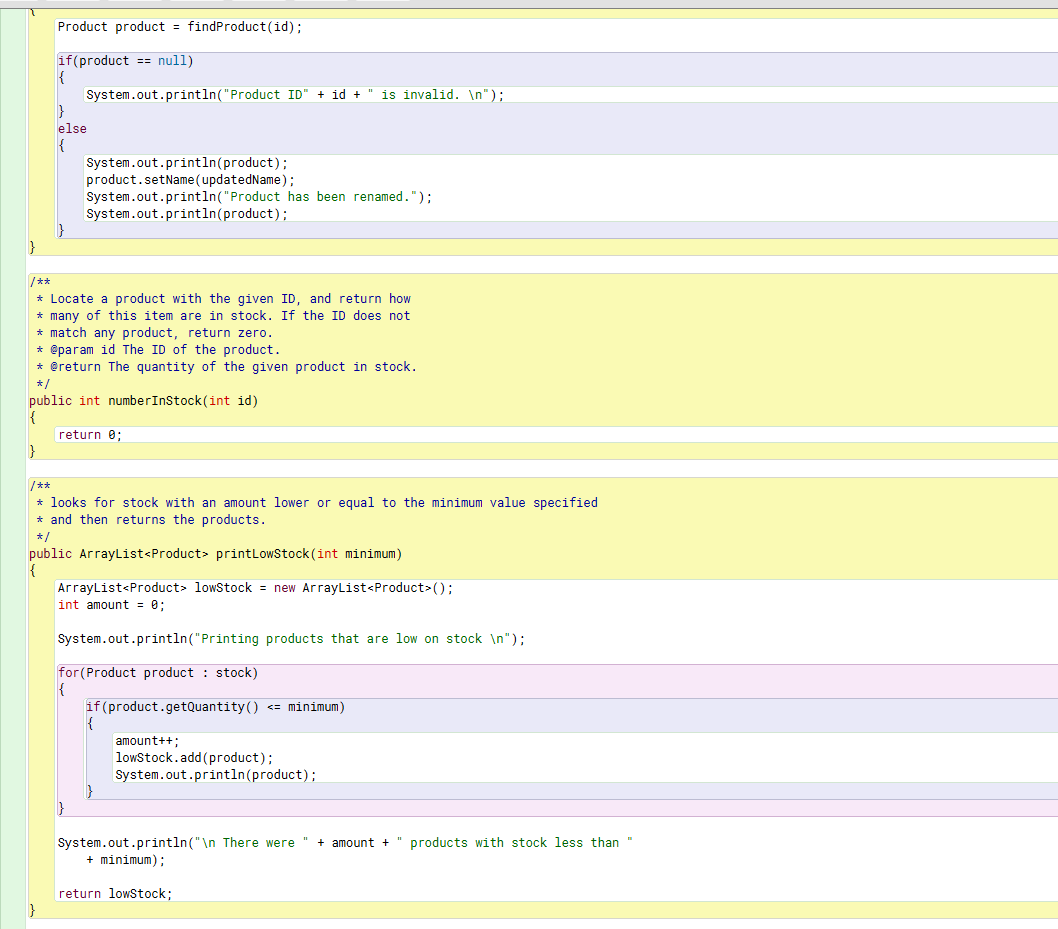 {
Product product = findProduct(id);
if(product == null)
{
System.out.println("Product ID" + id + " is invalid. \n");
}
else
{
System.out.println(product);
product.setName(updatedName);
System.out.println("Product has been renamed.");
System.out.println(product);
}
}
/**
* Locate a product with the given ID, and return how
* many of this item are in stock. If the ID does not
* match any product, return zero.
* @param id The ID of the product.
* @return The quantity of the given product in stock.
*/
public int numberInStock(int id)
{
return 0;
}
/**
* looks for stock with an amount lower or equal to the minimum value specified
* and then returns the products.
*/
public ArrayList<Product> printLowStock(int minimum)
{
ArrayList<Product> lowStock = new ArrayList<Product>();
int amount = 0;
System.out.println("Printing products that are low on stock \n");
for(Product product : stock)
{
if(product.getQuantity() <= minimum)
{
amount++;
lowStock.add(product);
System.out.println(product);
}
}
System.out.println("\n There were " + amount + " products with stock less than "
+ minimum);
return lowStock;
}